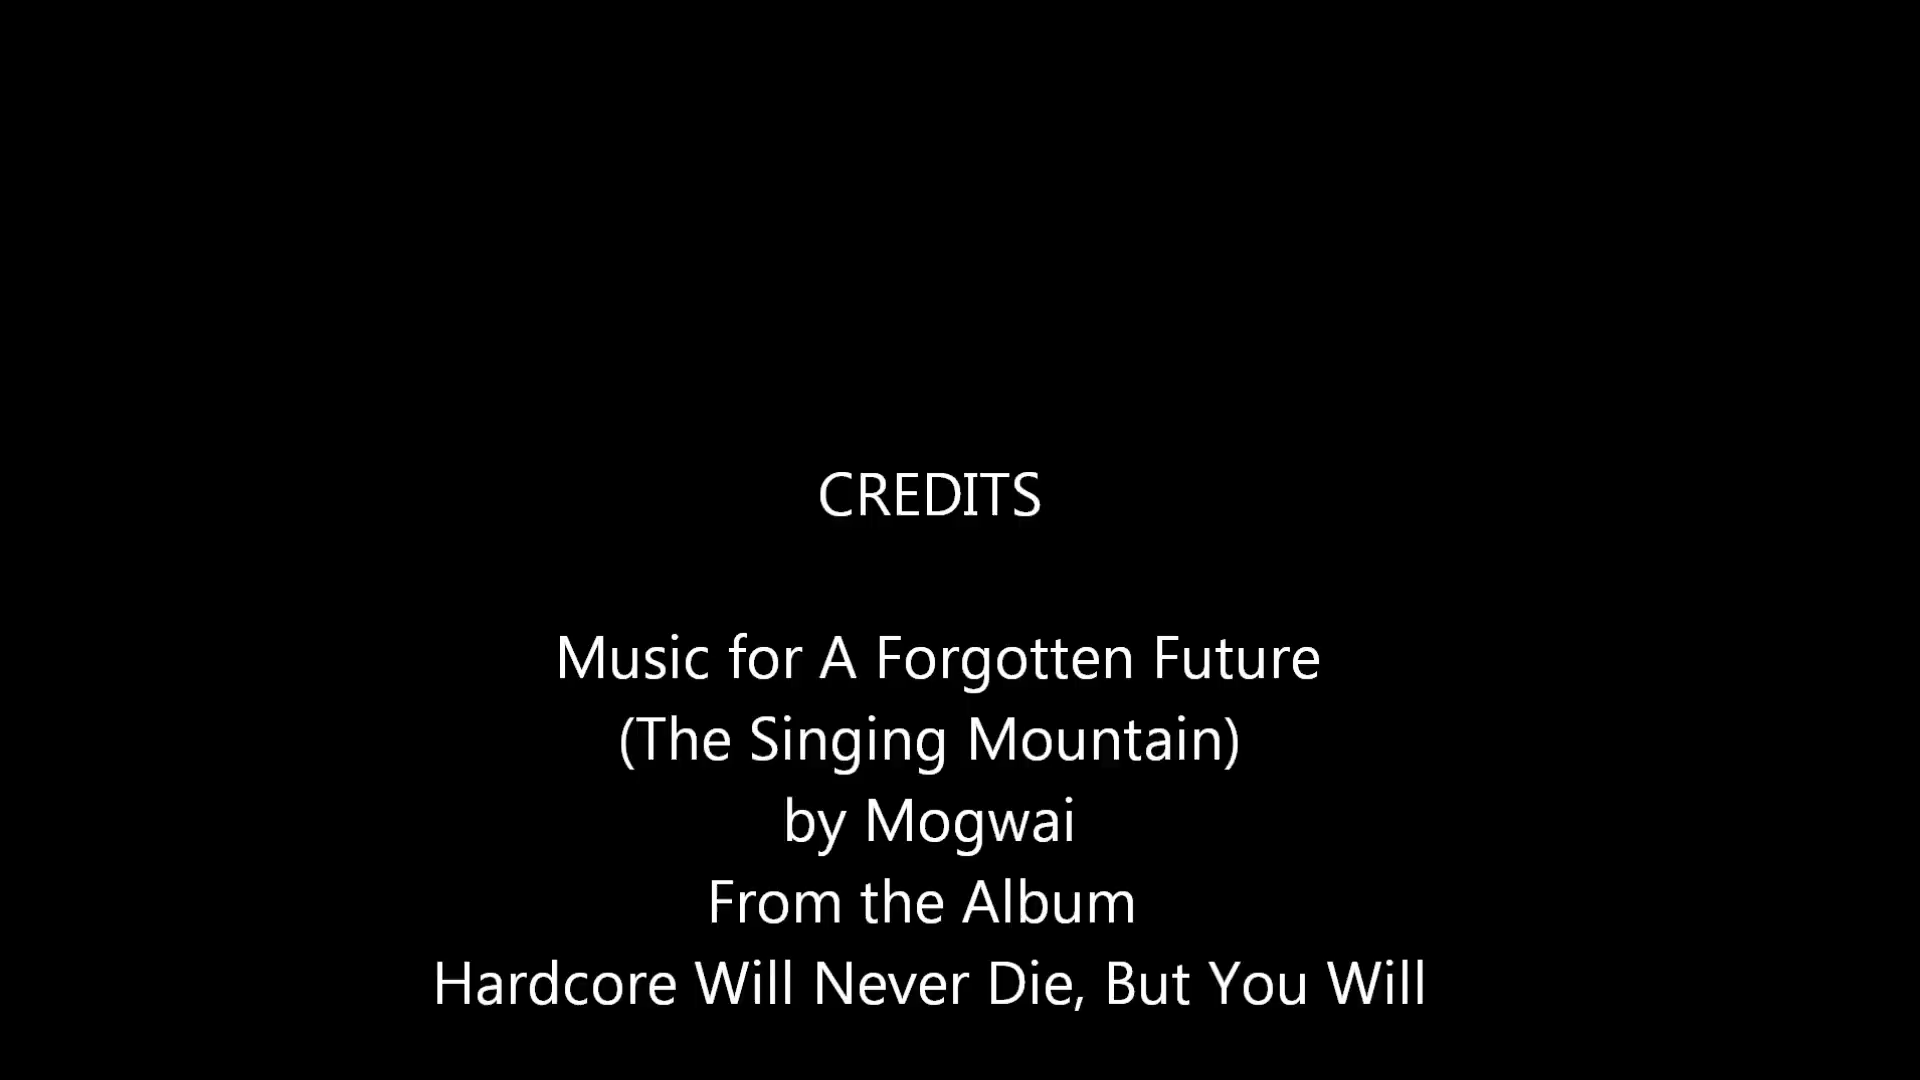 CREDITS
Music for A Forgotten Future
(The Singing Mountain)
by Mogwai
From the Album
Hardcore Will Never Die, But You Will